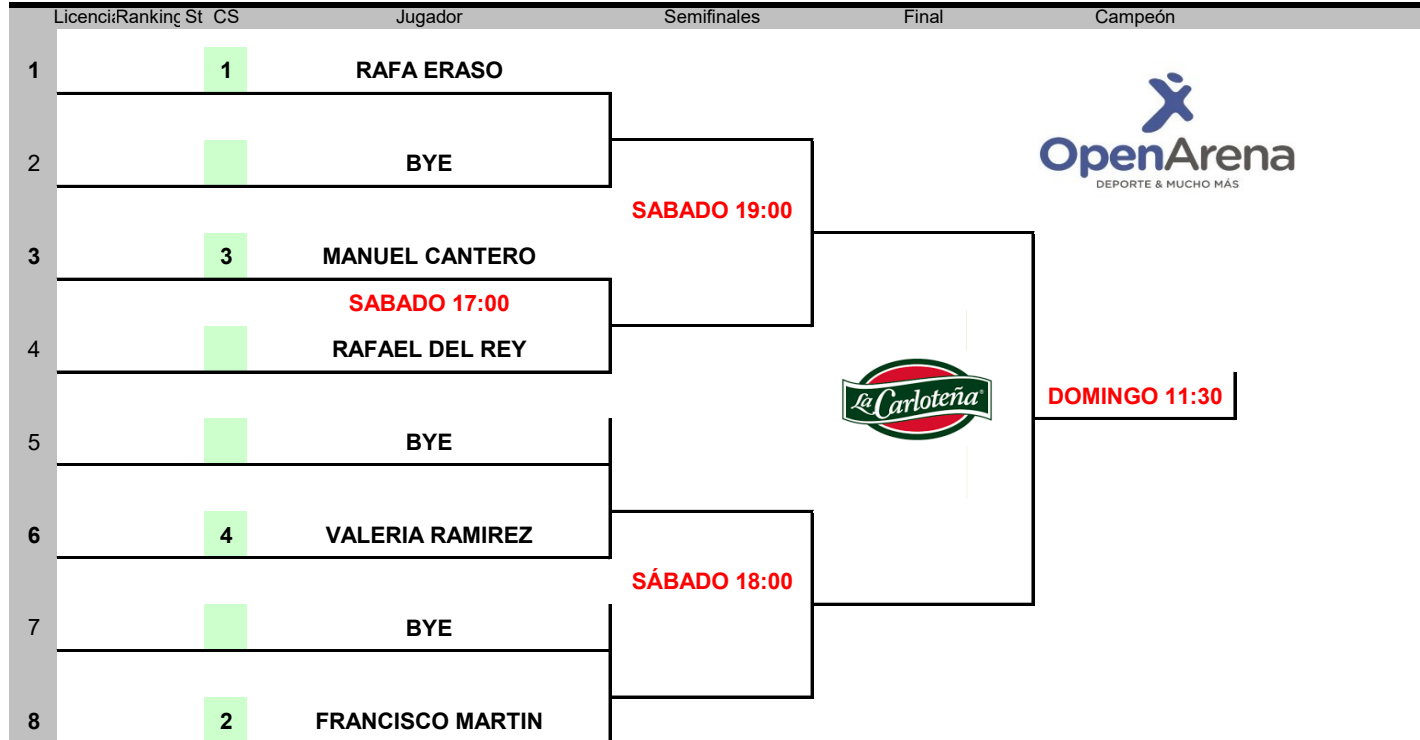 Licencia Ranking St CS Jugador Semifinales Final Campeón
1 1 RAFA ERASO
2 BYE
OpenArena
DEPORTE & MUCHO MÁS
SABADO 19:00
3 3 MANUEL CANTERO
SABADO 17:00
4 RAFAEL DEL REY
La Carloteña
DOMINGO 11:30
5 BYE
6 4 VALERIA RAMIREZ
SÁBADO 18:00
7 BYE
8 2 FRANCISCO MARTIN